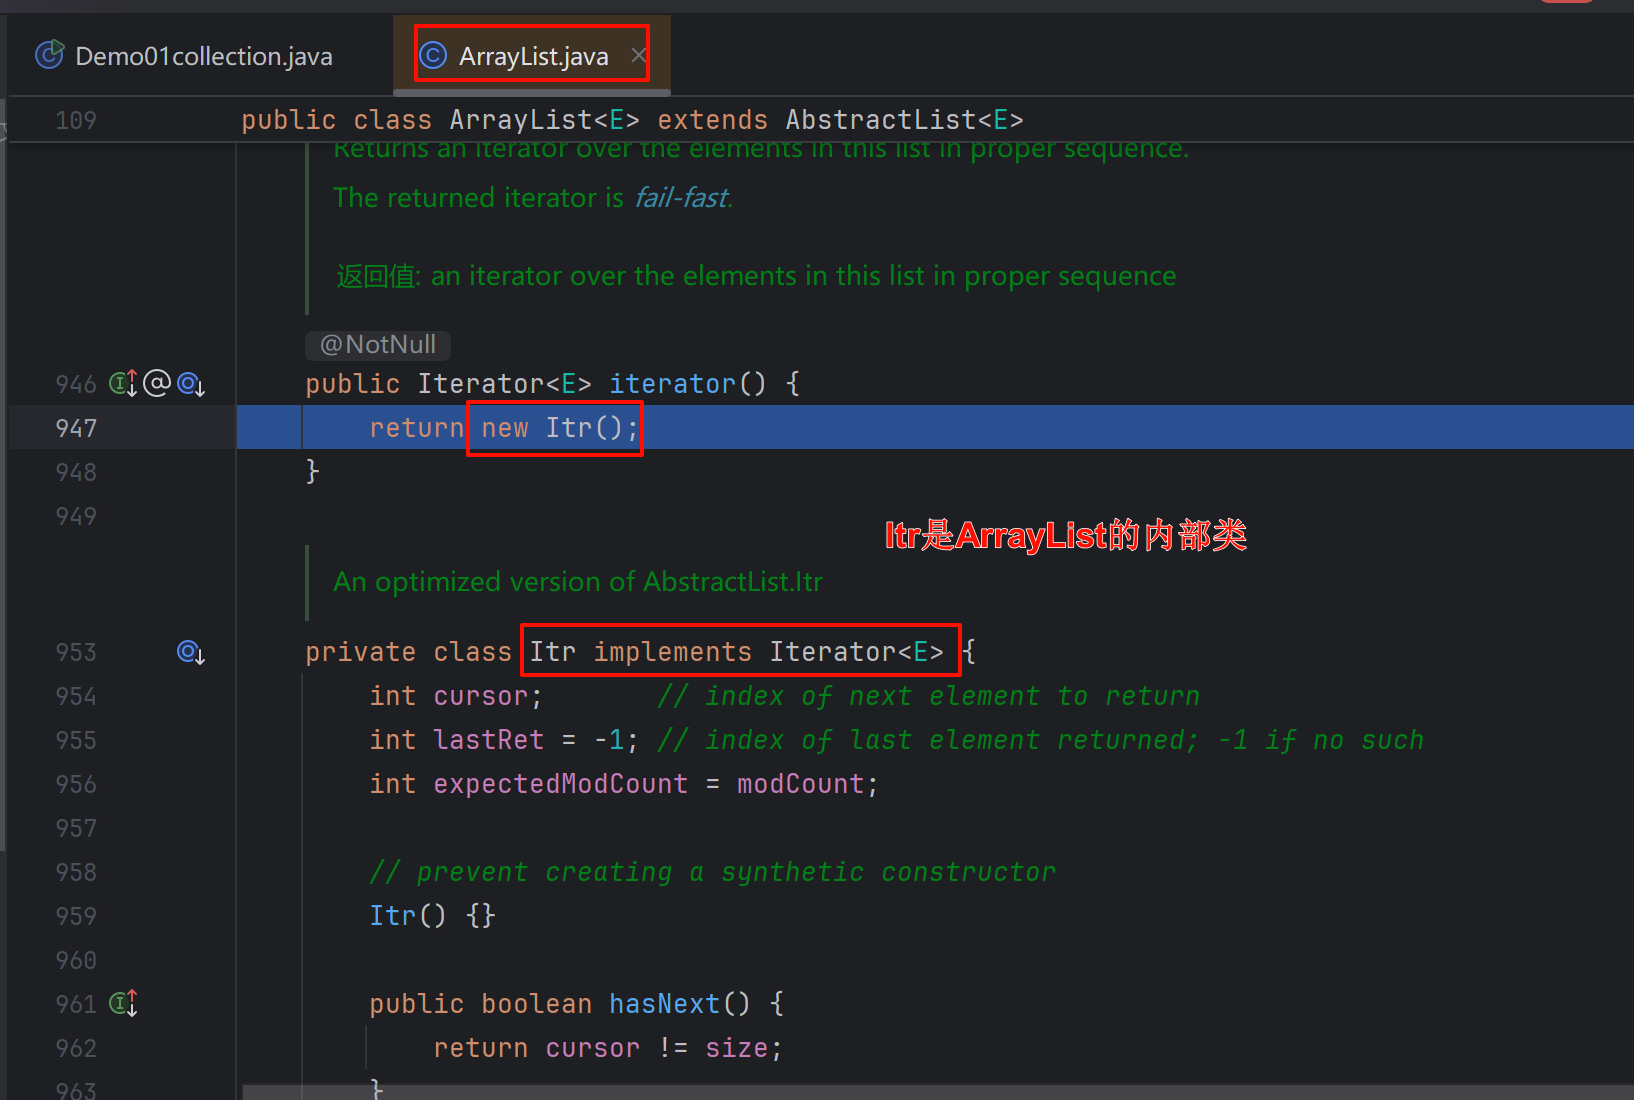 Demo01collection.java
ArrayList.java
109 public class ArrayList<E> extends AbstractList<E>
Returns an iterator over the elements in this list in proper sequence.
The returned iterator is fail-fast.
返回值: an iterator over the elements in this list in proper sequence
@NotNull
946 public Iterator<E> iterator() {
947 return new Itr();
948 }
949
Itr是ArrayList的内部类
An optimized version of AbstractList.Itr
953 private class Itr implements Iterator<E> {
954 int cursor; // index of next element to return
955 int lastRet = -1; // index of last element returned; -1 if no such
956 int expectedModCount = modCount;
957
958 // prevent creating a synthetic constructor
959 Itr() {}
960
961 public boolean hasNext() {
962 return cursor != size;
963 }